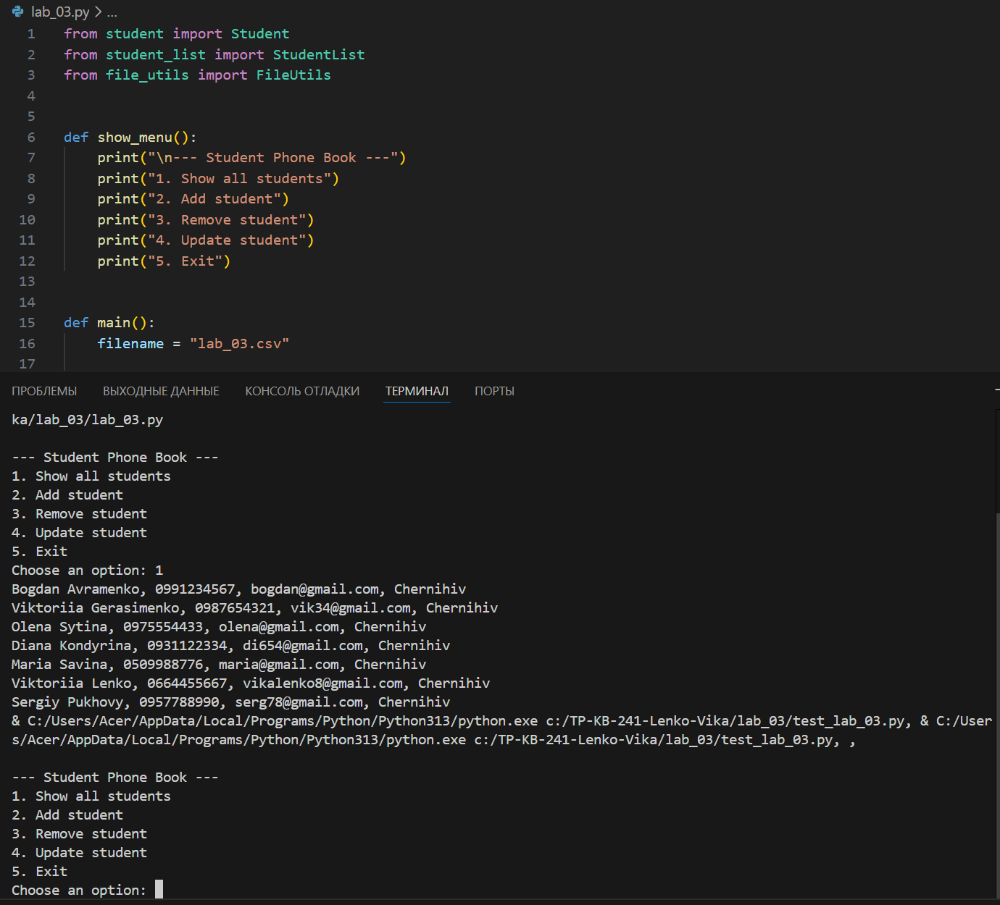 lab_03.py > ...
1 from student import Student
2 from student_list import StudentList
3 from file_utils import FileUtils
4
5
6 def show_menu():
7     print("\n--- Student Phone Book ---")
8     print("1. Show all students")
9     print("2. Add student")
10     print("3. Remove student")
11     print("4. Update student")
12     print("5. Exit")
13
14
15 def main():
16     filename = "lab_03.csv"
17
ПРОБЛЕМЫ ВЫХОДНЫЕ ДАННЫЕ КОНСОЛЬ ОТЛАДКИ ТЕРМИНАЛ ПОРТЫ
ka/lab_03/lab_03.py
--- Student Phone Book ---
1. Show all students
2. Add student
3. Remove student
4. Update student
5. Exit
Choose an option: 1
Bogdan Avramenko, 0991234567, bogdan@gmail.com, Chernihiv
Viktoriia Gerasimenko, 0987654321, vik34@gmail.com, Chernihiv
Olena Sytina, 0975554433, olena@gmail.com, Chernihiv
Diana Kondyrina, 0931122334, di654@gmail.com, Chernihiv
Maria Savina, 0509988776, maria@gmail.com, Chernihiv
Viktoriia Lenko, 0664455667, vikalenko8@gmail.com, Chernihiv
Sergiy Pukhovy, 0957788990, serg78@gmail.com, Chernihiv
& C:/Users/Acer/AppData/Local/Programs/Python/Python313/python.exe c:/TP-KB-241-Lenko-Vika/lab_03/test_lab_03.py, & C:/User
s/Acer/AppData/Local/Programs/Python/Python313/python.exe c:/TP-KB-241-Lenko-Vika/lab_03/test_lab_03.py, ,
--- Student Phone Book ---
1. Show all students
2. Add student
3. Remove student
4. Update student
5. Exit
Choose an option: